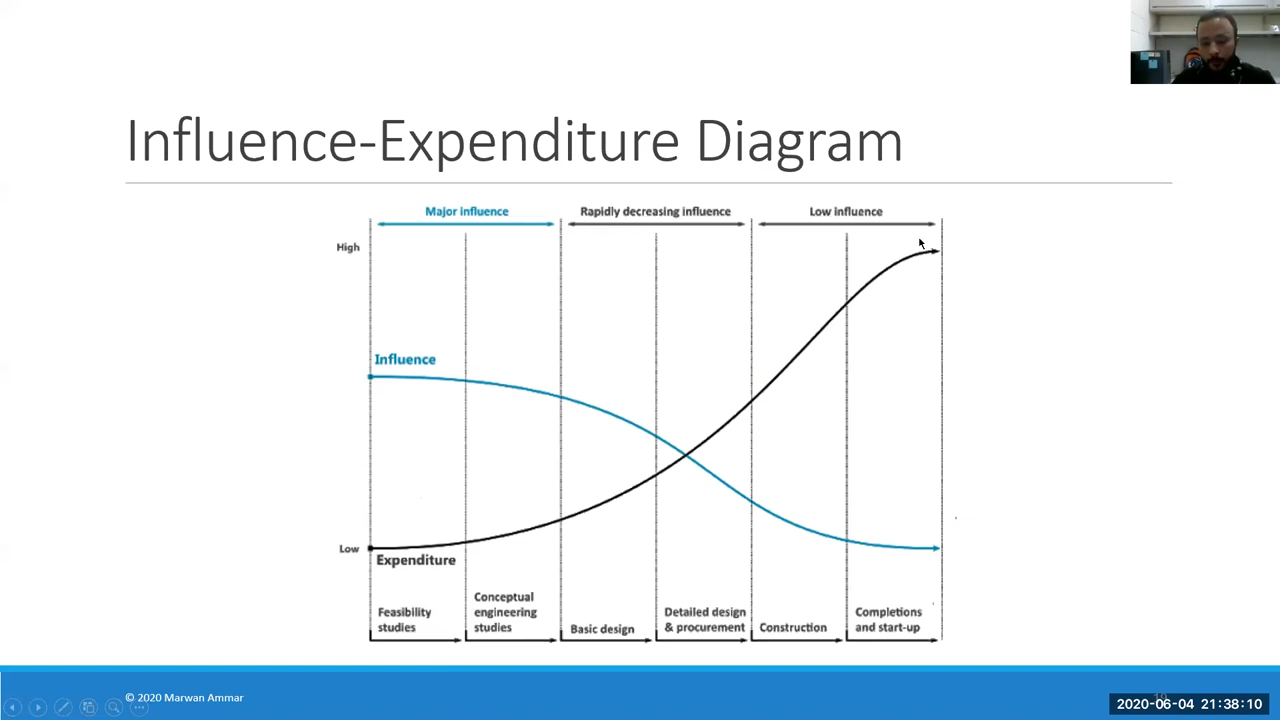 Influence-Expenditure Diagram
Major influence
Rapidly decreasing influence
Low influence
High
Influence
Low
Expenditure
Feasibility
studies
Conceptual
engineering
studies
Basic design
Detailed design
& procurement
Construction
Completions
and start-up
© 2020 Marwan Ammar
2020-06-04 21:38:10